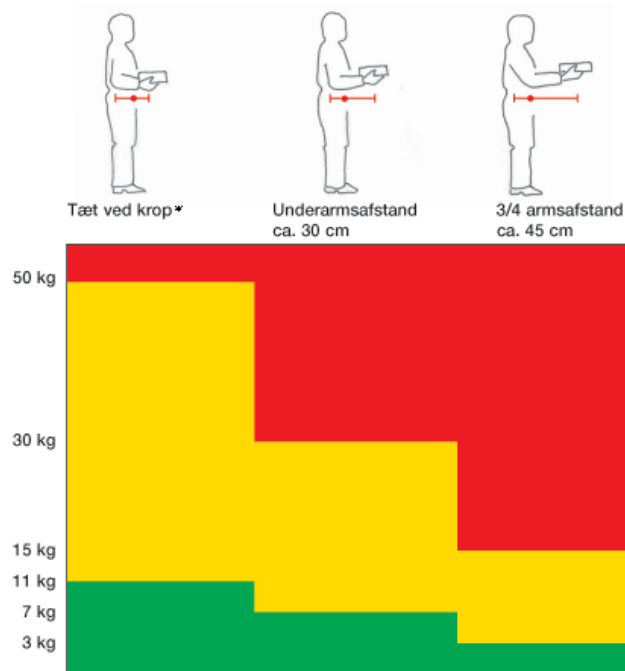 Tæt ved krop*
Underarmsafstand
ca. 30 cm
3/4 armsafstand
ca. 45 cm
50 kg
30 kg
15 kg
11 kg
7 kg
3 kg